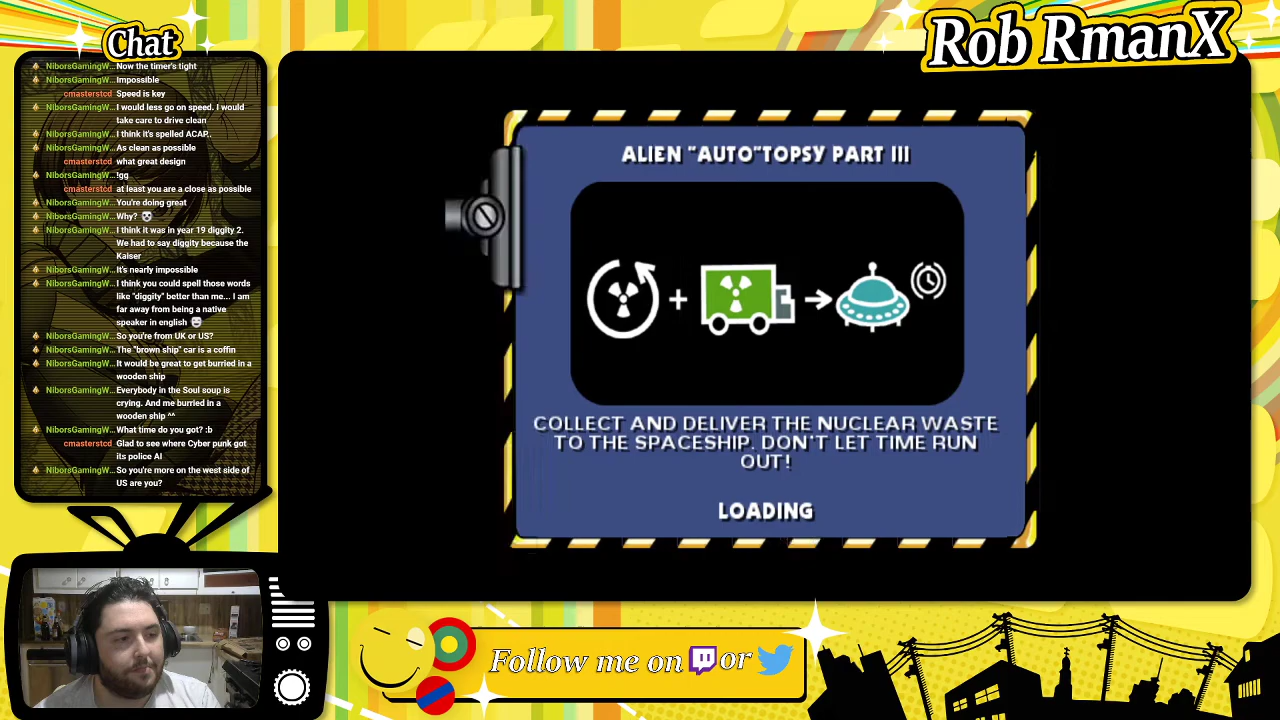 Chat
Rob RmanX
NiborsGamingW... Now the timer's tight
NiborsGamingW... Impossible
cmasterstcd score is kfr
NiborsGamingW... I would less go on speed. I would
take care to drive clean
NiborsGamingW... I think it's spelled ACAP..
NiborsGamingW... As clean as possible
cmasterstcd what great design
NiborsGamingW... !gg
cmasterstcd at least you are a close as possible
NiborsGamingW... You're doing great
NiborsGamingW... Why?
NiborsGamingW... I think it was in year 19 diggity 2.
We had to say diggity because the
Kaiser
NiborsGamingW... It's nearly impossible
NiborsGamingW... I think you could spell those words
like "diggity" better than me... I am
far away from being a native
speaker in english
NiborsGamingW... So you're from UK or US?
NiborsGamingW... The "brown ship" car is a coffin
NiborsGamingW... It would be great to get burried in a
wooden ship
NiborsGamingW... Everybody in the Soul soup is
crying. And me burried in a
wooden ship ^^
NiborsGamingW... What time do you got? :b
cmasterstcd Glad to see where Cyber punk got
its police AI
NiborsGamingW... So you're more on the west side of
US are you?
ALIEN "AUTO"TOPSY PART III
COLLECT AND DELIVER THE NUCLEAR WASTE
TO THE SPACESHIP. DON'T LET TIME RUN
OUT!
LOADING
Follow me on or